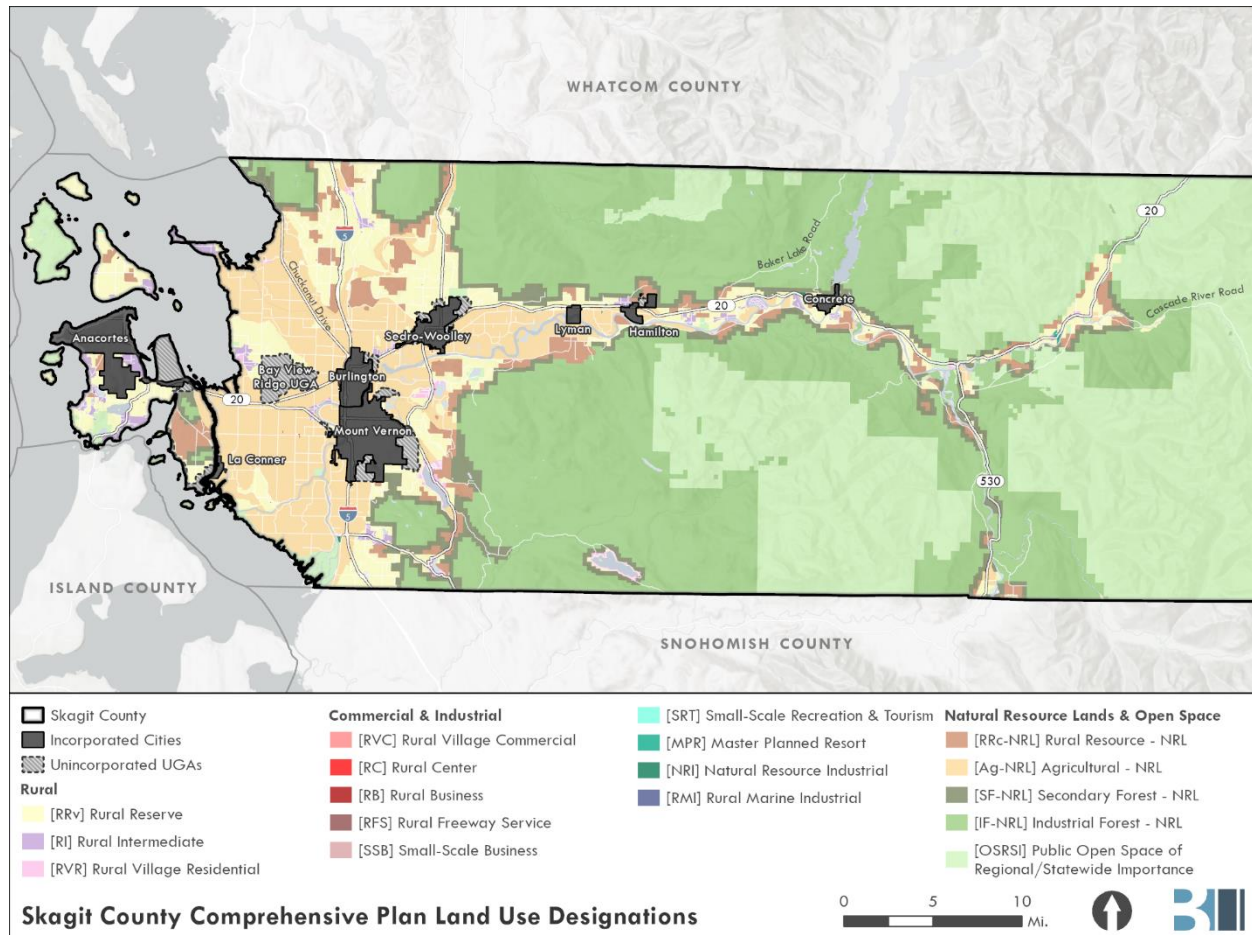 WHATCOM COUNTY
20
Baker Lake Road
5
Chuckanut Drive
Cascade River Road
20
Concrete
Sedro-Woolley
Lyman
Hamilton
Anacortes
Bay View
Ridge UGA
Burlington
20
Mount Vernon
La Conner
530
5
ISLAND COUNTY
SNOHOMISH COUNTY
Skagit County
Incorporated Cities
Unincorporated UGAs
Rural
[RRv] Rural Reserve
[RI] Rural Intermediate
[RVR] Rural Village Residential
Commercial & Industrial
[RVC] Rural Village Commercial
[RC] Rural Center
[RB] Rural Business
[RFS] Rural Freeway Service
[SSB] Small-Scale Business
[SRT] Small-Scale Recreation & Tourism
[MPR] Master Planned Resort
[NRI] Natural Resource Industrial
[RMI] Rural Marine Industrial
Natural Resource Lands & Open Space
[RRc-NRL] Rural Resource - NRL
[Ag-NRL] Agricultural - NRL
[SF-NRL] Secondary Forest - NRL
[IF-NRL] Industrial Forest - NRL
[OSRSI] Public Open Space of
Regional/Statewide Importance
Skagit County Comprehensive Plan Land Use Designations
0 5 10
Mi.